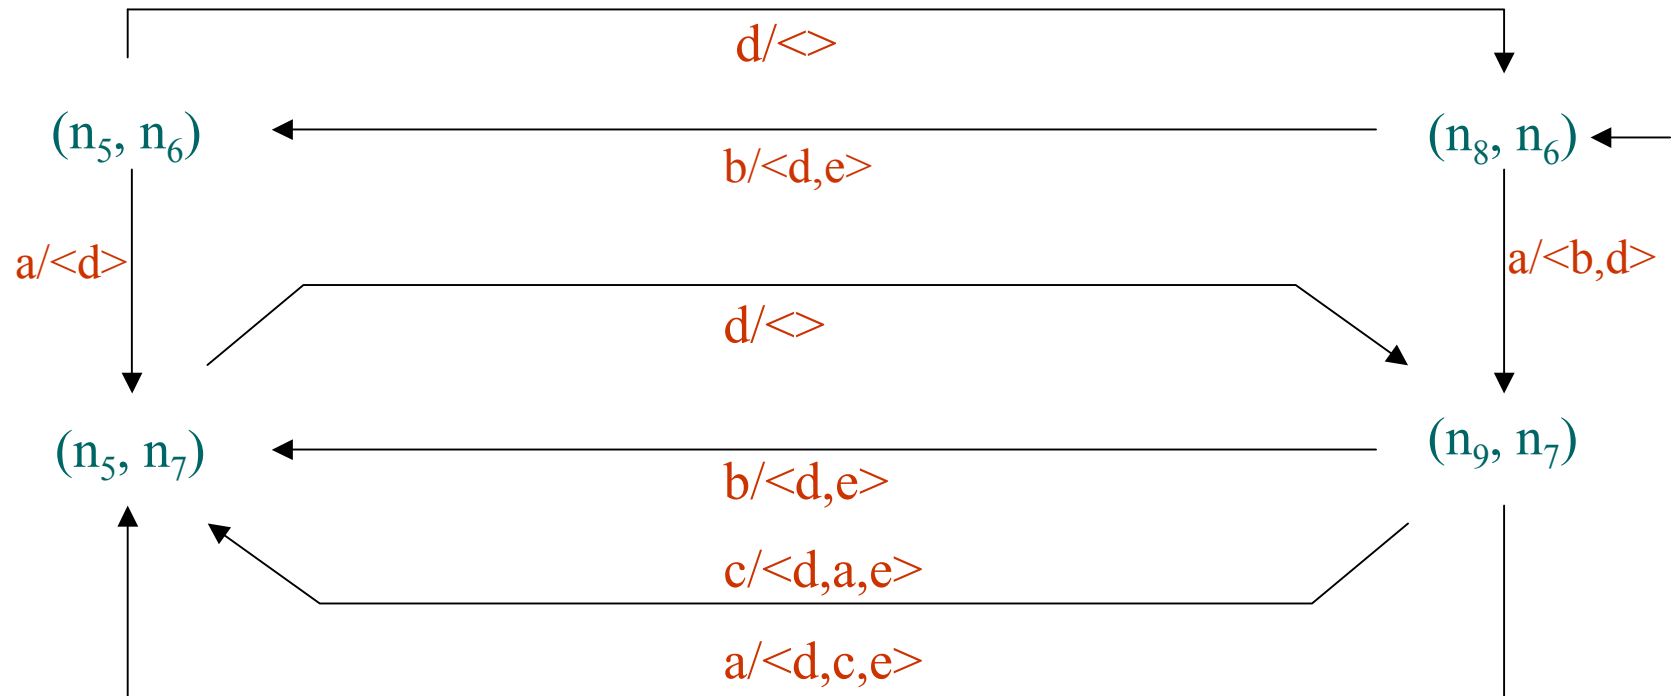 d/<>
(n₅, n₆)
(n₈, n₆)
b/<d,e>
a/<d>
a/<b,d>
d/<>
(n₅, n₇)
(n₉, n₇)
b/<d,e>
c/<d,a,e>
a/<d,c,e>